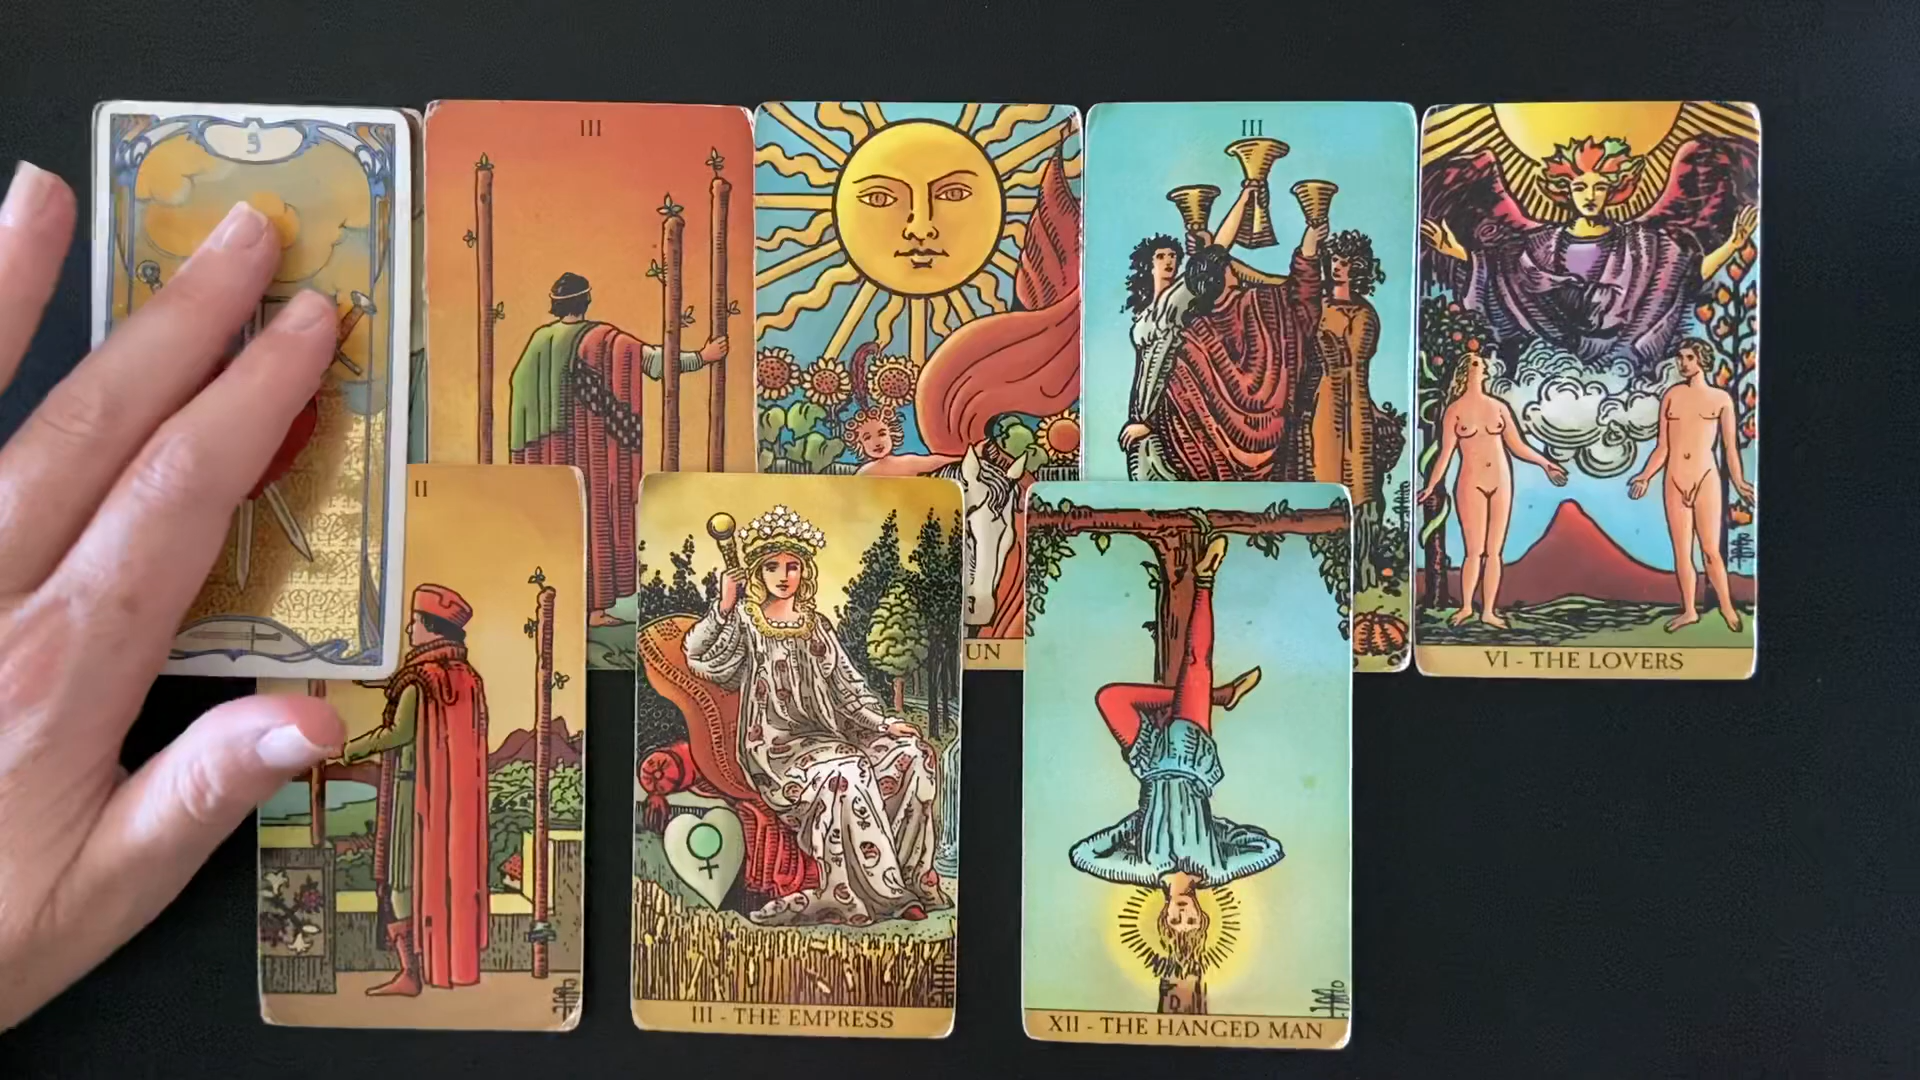 III
III
VI - THE LOVERS
II
UN
III - THE EMPRESS
XII - THE HANGED MAN